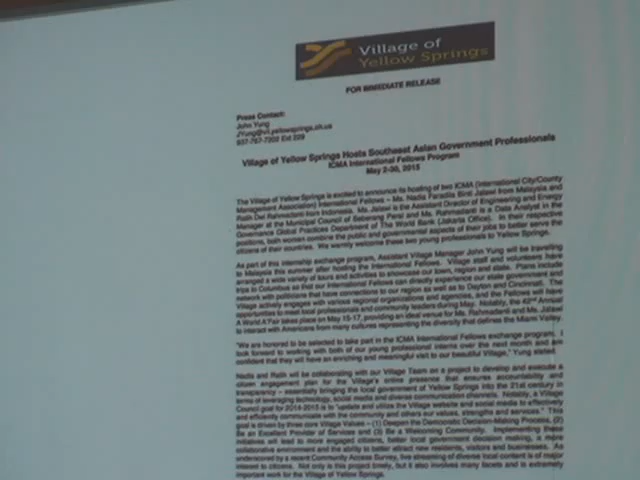 Village of
Yellow Springs
FOR IMMEDIATE RELEASE
Press Contact:
John Yung
JYung@vil.yellowsprings.oh.us
937-767-7202 Ext 229
Village of Yellow Springs Hosts Southeast Asian Government Professionals
ICMA International Fellows Program
May 2-30, 2015
The Village of Yellow Springs is excited to announce its hosting of two ICMA (International City/County
Management Association) International Fellows – Ms. Nadia Faradilla Binti Jalawi from Malaysia and
Ratih Dwi Rahmadanti from Indonesia. Ms. Jalawi is the Assistant Director of Engineering and Energy
Manager at the Municipal Council of Seberang Perai and Ms. Rahmadanti is a Data Analyst in the
Governance Global Practices Department of The World Bank (Jakarta Office). In their respective
positions, both women combine the public and governmental aspects of their jobs to better serve the
citizens of their countries. We warmly welcome these two young professionals to Yellow Springs.
As part of this international exchange program, Assistant Village Manager John Yung will be travelling
to Malaysia this summer after hosting the International Fellows. Village staff and volunteers have
arranged a wide variety of tours and activities to showcase our town, region and state. Plans include
trips to Columbus so that our International Fellows can directly experience our state government and
network with politicians that have connections to our region as well as to Dayton and Cincinnati. The
Village actively engages with various regional organizations and agencies, and the Fellows will have
opportunities to meet local professionals and community leaders during May. Notably, the 42nd Annual
A World A'Fair takes place on May 15-17, providing an ideal venue for Ms. Rahmadanti and Ms. Jalawi
to interact with Americans from many cultures representing the diversity that defines the Miami Valley.
"We are honored to be selected to take part in the ICMA International Fellows exchange program. I
look forward to working with both of our young professional interns over the next month and am
confident that they will have an enriching and meaningful visit to our beautiful Village," Yung stated.
Nadia and Ratih will be collaborating with our Village Team on a project to develop and execute a
citizen engagement plan for the Village's online presence that ensures accountability and
transparency – essentially bringing the local government of Yellow Springs into the 21st century in
terms of leveraging technology, social media and diverse communication channels. Notably, a Village
Council goal for 2014-2015 is to "update and utilize the Village website and social media to effectively
and efficiently communicate with the community and others our values, strengths and services." This
goal is driven by three core Village Values – (1) Deepen the Democratic Decision-Making Process, (2)
Be an Excellent Provider of Services and (3) Be a Welcoming Community. Implementing these
initiatives will lead to more engaged citizens, better local government decision making, a more
collaborative environment and the ability to better attract new residents, visitors and businesses. As
underscored by a recent Community Access Survey, live streaming of diverse local content is of major
interest to citizens. Not only is this project timely, but it also involves many facets and is extremely
important work for the Village of Yellow Springs.